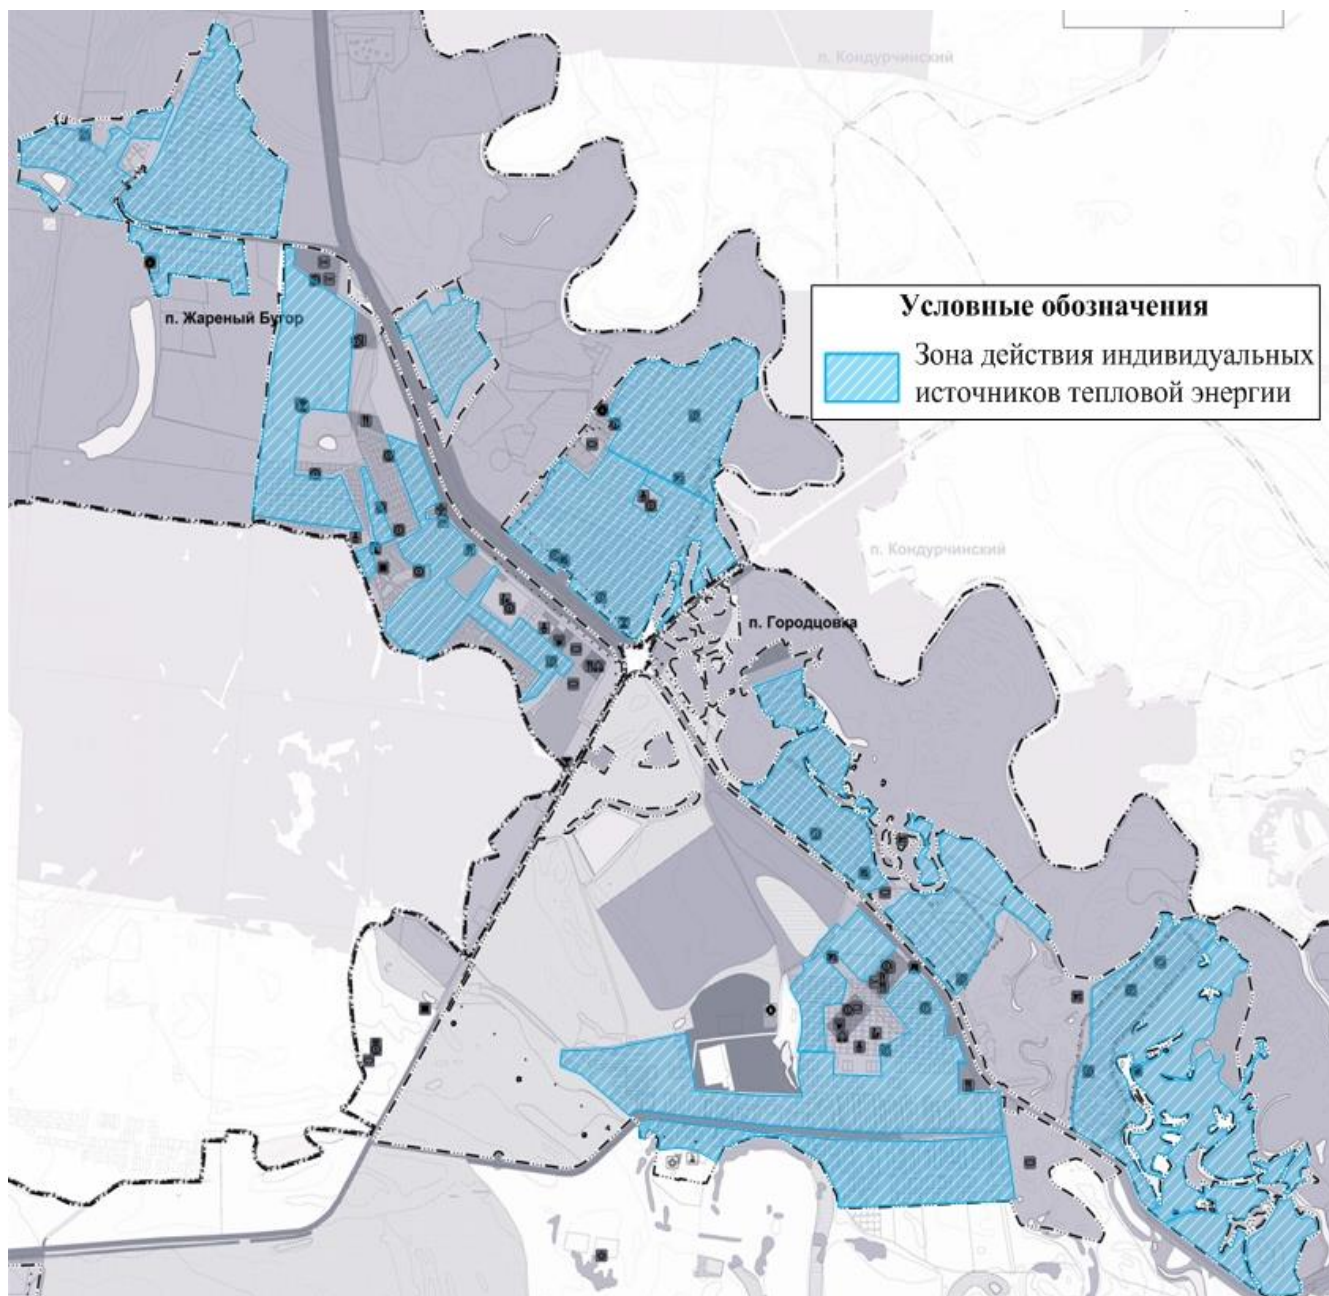 п. Кондурчинский
Условные обозначения
Зона действия индивидуальных
источников тепловой энергии
п. Жареный Бугор
п. Кондурчинский
п. Городцовка